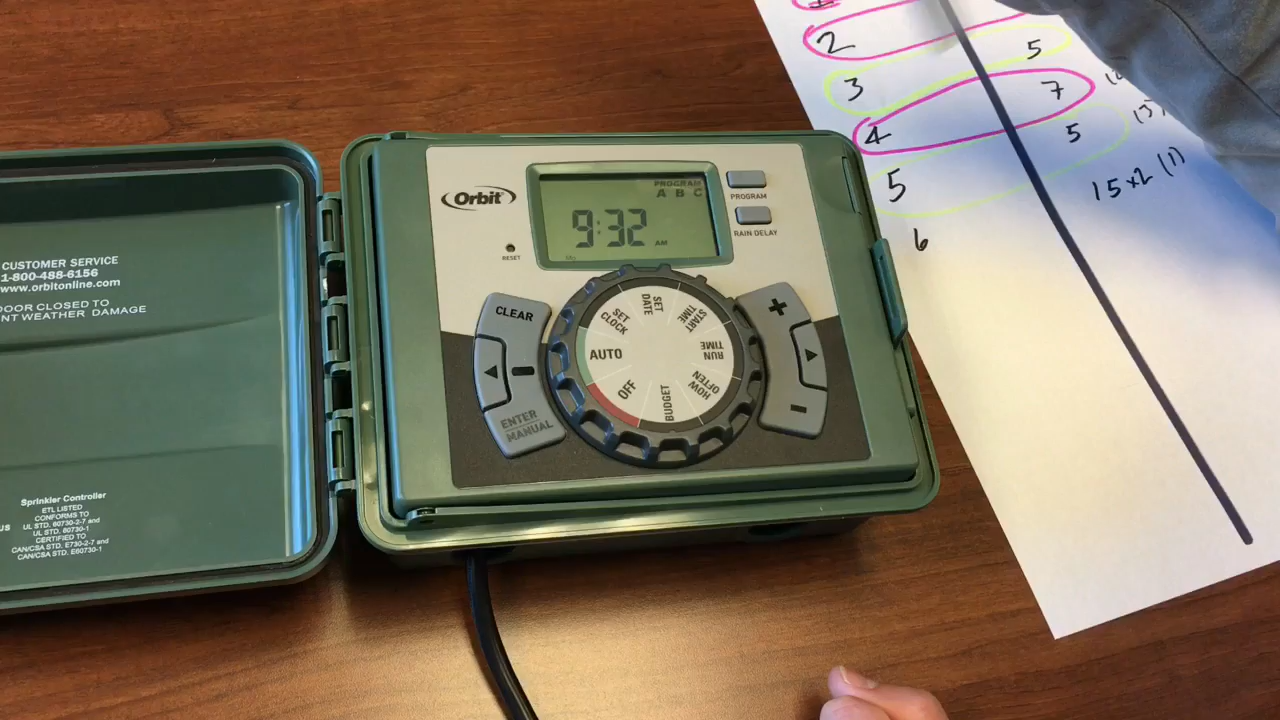 CUSTOMER SERVICE
1-800-488-6156
www.orbitonline.com
DOOR CLOSED TO
NT WEATHER DAMAGE
Sprinkler Controller
ETL LISTED
CONFORMS TO
UL STD. 60730-2-7 and
UL 60730-1
CERTIFIED TO
CAN/CSA STD. E730-2-7 and
CAN/CSA STD. E60730-1
US
Orbit
RESET
PROGRAM
A B C
9:32 AM
Mo
PROGRAM
RAIN DELAY
CLEAR
ENTER
MANUAL
SET CLOCK
SET DATE
START TIME
RUN TIME
HOW OFTEN
BUDGET
OFF
AUTO
+
-
2
3 5
4 7
5 5
6
15x2 (1)